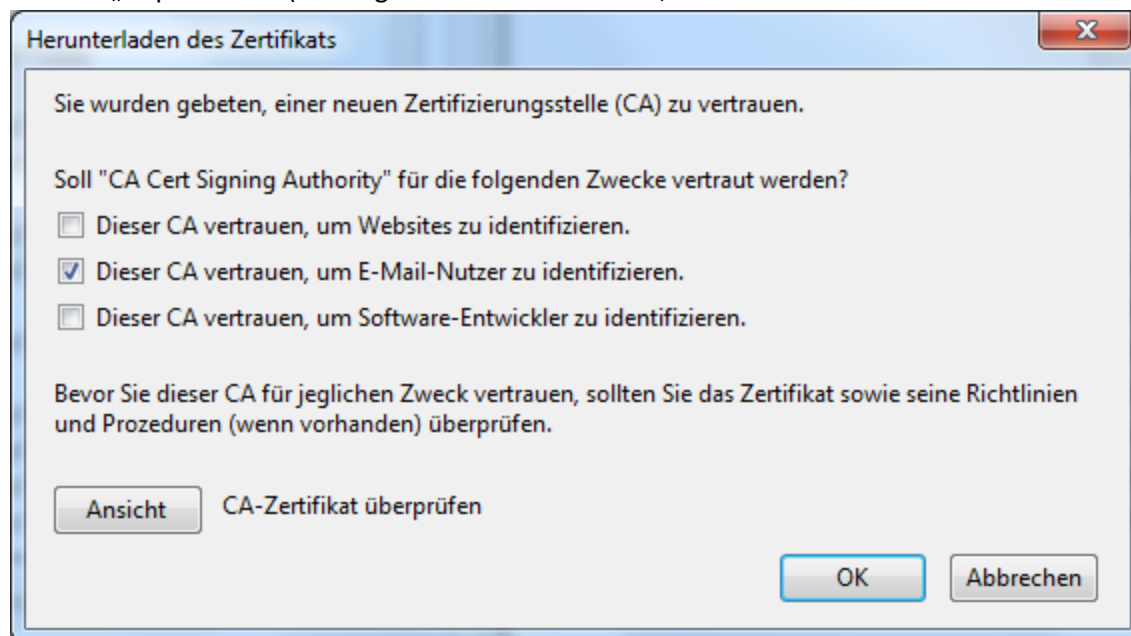 Herunterladen des Zertifikats
Sie wurden gebeten, einer neuen Zertifizierungsstelle (CA) zu vertrauen.
Soll "CA Cert Signing Authority" für die folgenden Zwecke vertraut werden?
Dieser CA vertrauen, um Websites zu identifizieren.
Dieser CA vertrauen, um E-Mail-Nutzer zu identifizieren.
Dieser CA vertrauen, um Software-Entwickler zu identifizieren.
Bevor Sie dieser CA für jeglichen Zweck vertrauen, sollten Sie das Zertifikat sowie seine Richtlinien
und Prozeduren (wenn vorhanden) überprüfen.
Ansicht CA-Zertifikat überprüfen
OK Abbrechen